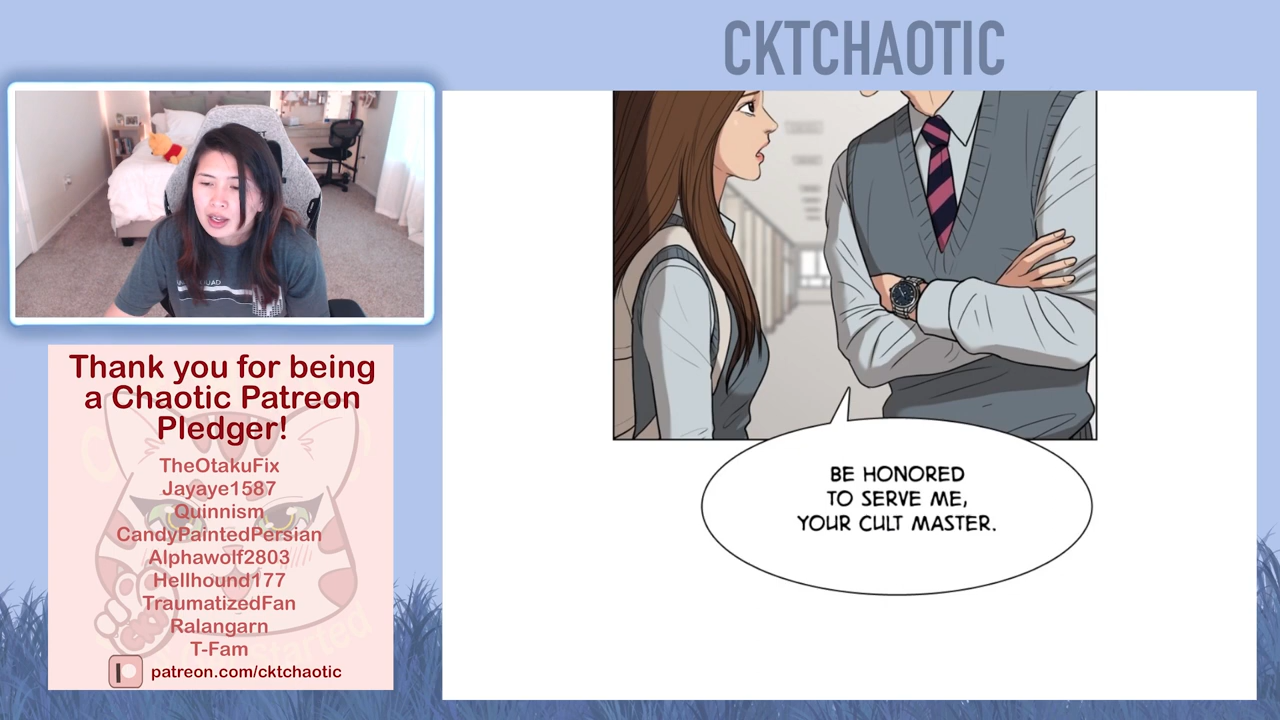 CKTCHAOTIC
Thank you for being
a Chaotic Patreon
Pledger!
TheOtakuFix
Jayaye1587
Quinnism
CandyPaintedPersian
Alphawolf2803
Hellhound177
TraumatizedFan
Ralangarn
T-Fam
patreon.com/cktchaotic
BE HONORED
TO SERVE ME,
YOUR CULT MASTER.